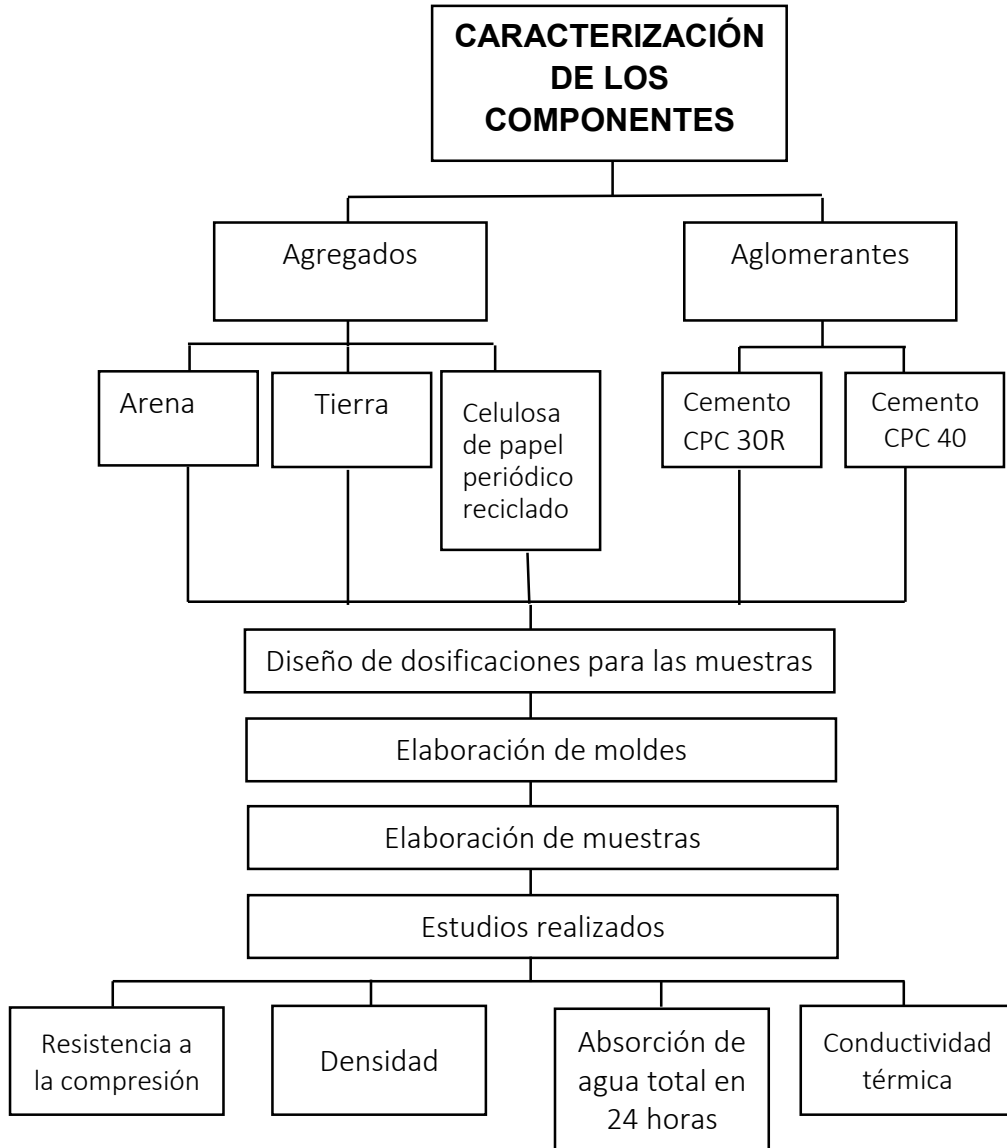 CARACTERIZACIÓN
DE LOS
COMPONENTES
Agregados
Aglomerantes
Arena
Tierra
Celulosa
de papel
periódico
reciclado
Cemento
CPC 30R
Cemento
CPC 40
Diseño de dosificaciones para las muestras
Elaboración de moldes
Elaboración de muestras
Estudios realizados
Resistencia a
la compresión
Densidad
Absorción de
agua total en
24 horas
Conductividad
térmica